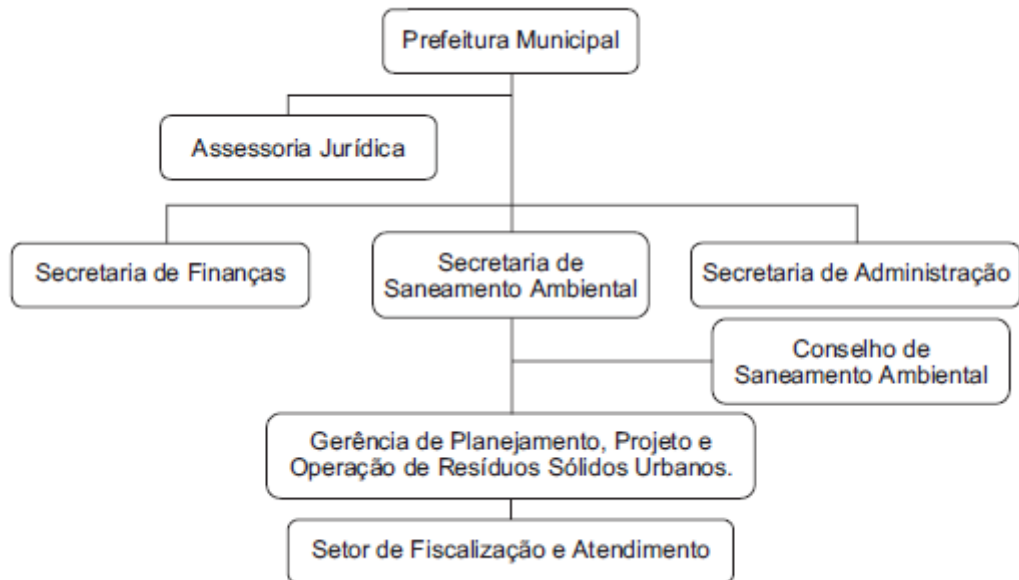 Prefeitura Municipal
Assessoria Jurídica
Secretaria de Finanças
Secretaria de
Saneamento Ambiental
Secretaria de Administração
Conselho de
Saneamento Ambiental
Gerência de Planejamento, Projeto e
Operação de Resíduos Sólidos Urbanos.
Setor de Fiscalização e Atendimento